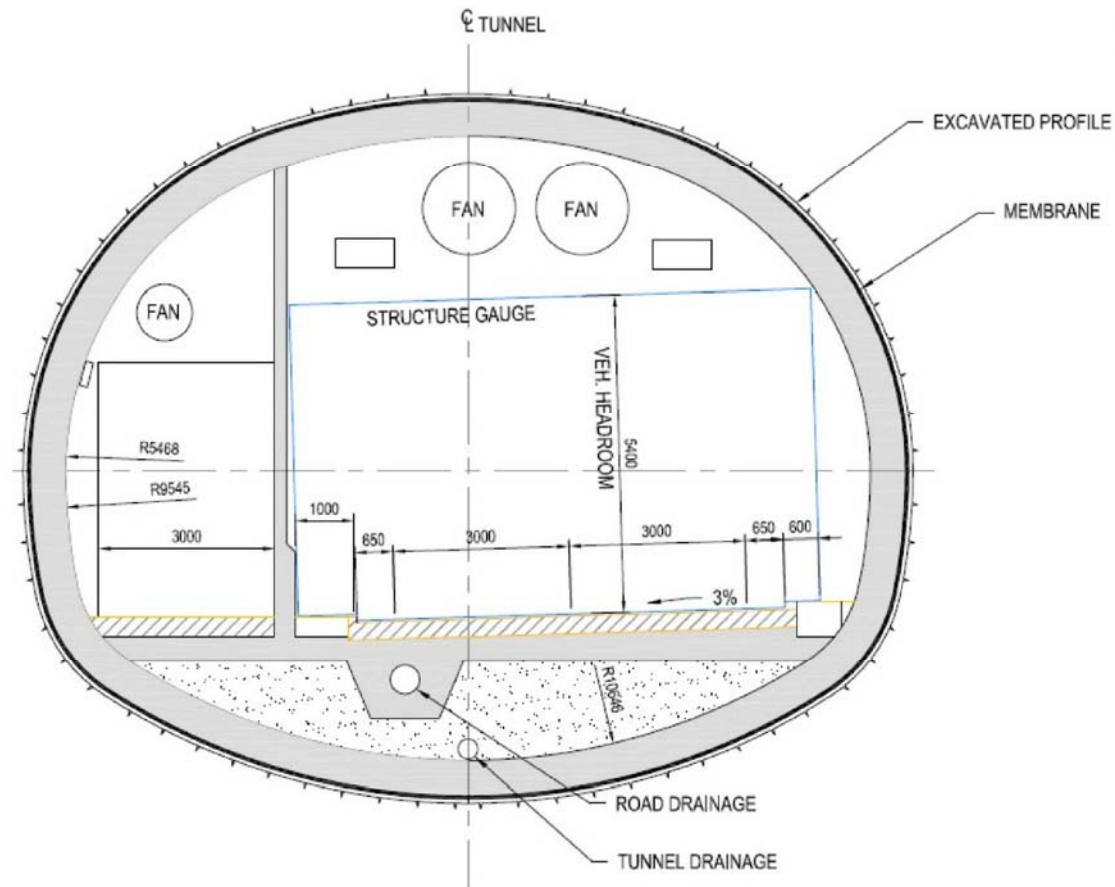 ℄ TUNNEL
EXCAVATED PROFILE
MEMBRANE
FAN
FAN
FAN
STRUCTURE GAUGE
VEH. HEADROOM
5400
R5468
R9545
3000
1000
650
3000
3000
650
600
3%
R10646
ROAD DRAINAGE
TUNNEL DRAINAGE